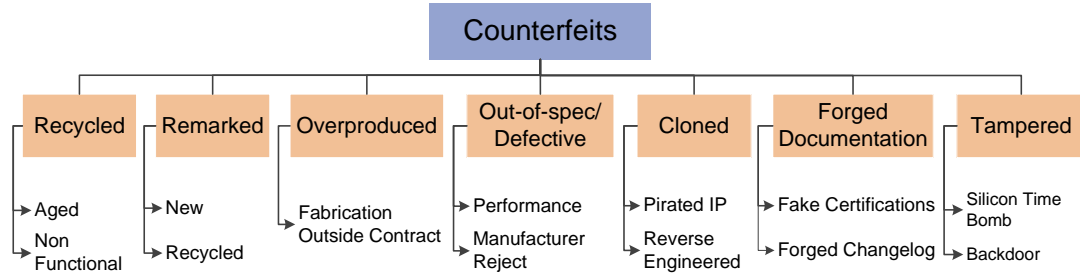 Counterfeits
Recycled
Remarked
Overproduced
Out-of-spec/
Defective
Cloned
Forged
Documentation
Tampered
Aged
Non
Functional
New
Recycled
Fabrication
Outside Contract
Performance
Manufacturer
Reject
Pirated IP
Reverse
Engineered
Fake Certifications
Forged Changelog
Silicon Time
Bomb
Backdoor